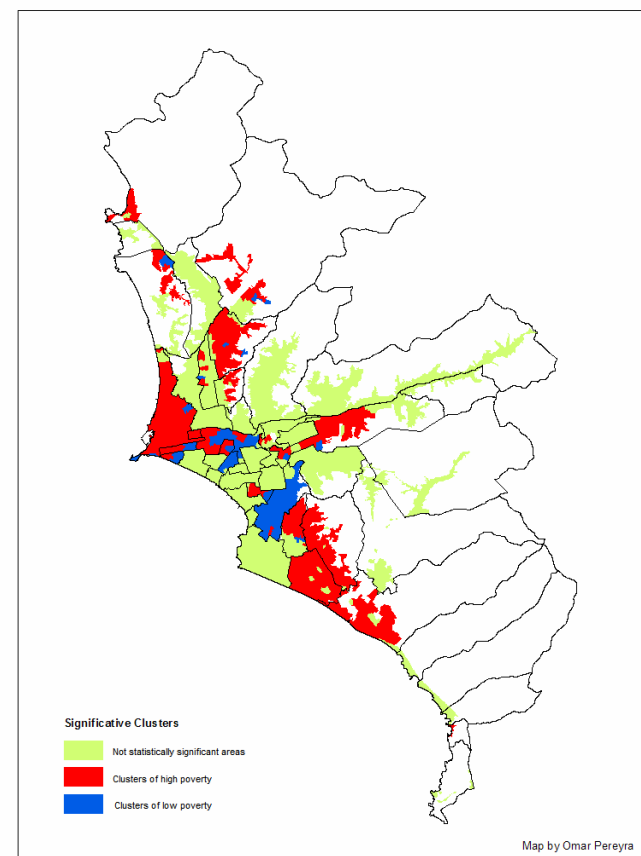 Significative Clusters
Not statistically significant areas
Clusters of high poverty
Clusters of low poverty
Map by Omar Pereyra